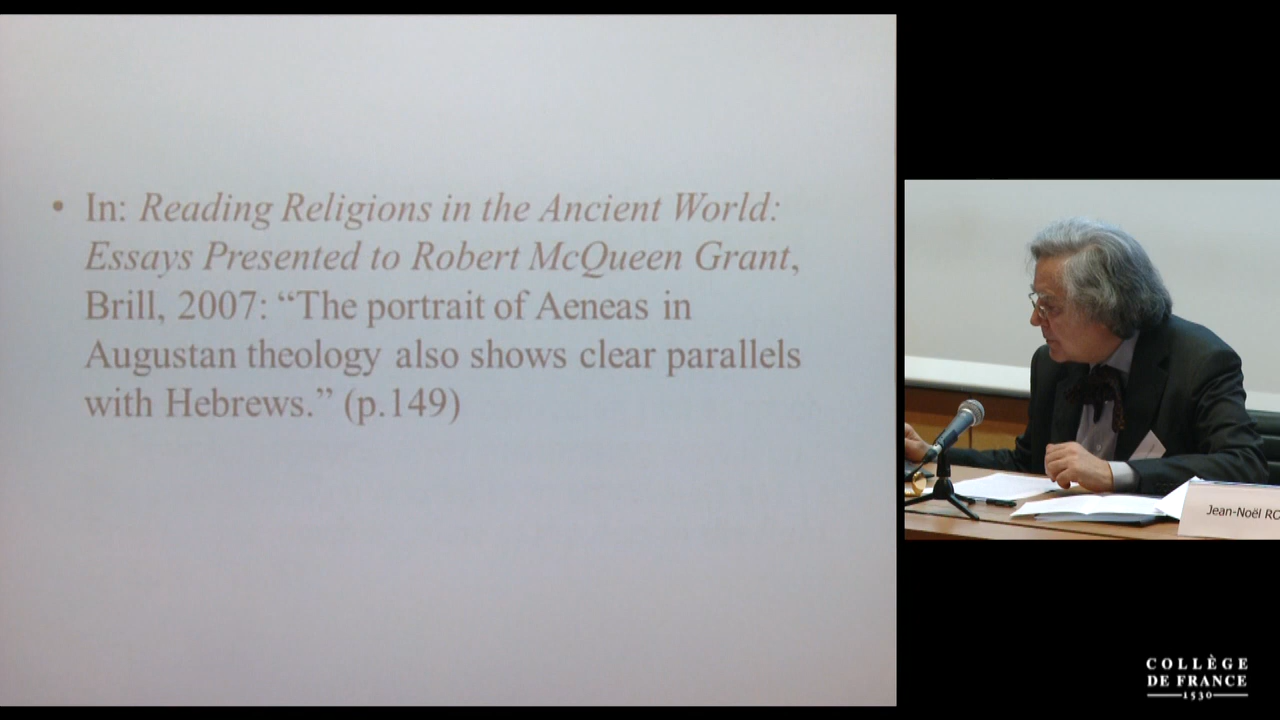 • In: Reading Religions in the Ancient World:
Essays Presented to Robert McQueen Grant,
Brill, 2007: “The portrait of Aeneas in
Augustan theology also shows clear parallels
with Hebrews.” (p.149)
Jean-Noël RO
COLLÈGE
DE FRANCE
1530